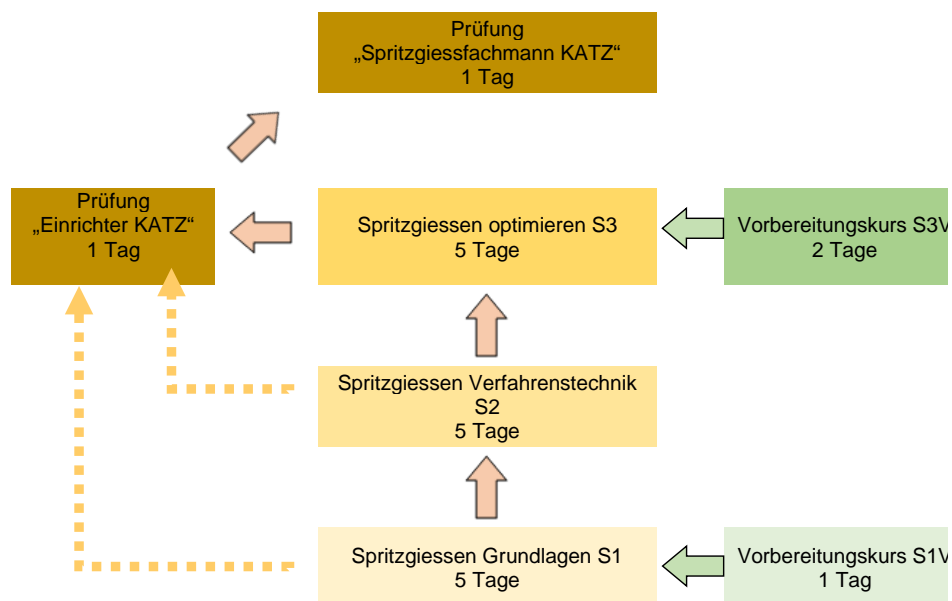 Prüfung
„Spritzgiessfachmann KATZ“
1 Tag
Prüfung
„Einrichter KATZ“
1 Tag
Spritzgiessen optimieren S3
5 Tage
Vorbereitungskurs S3V
2 Tage
Spritzgiessen Verfahrenstechnik
S2
5 Tage
Spritzgiessen Grundlagen S1
5 Tage
Vorbereitungskurs S1V
1 Tag